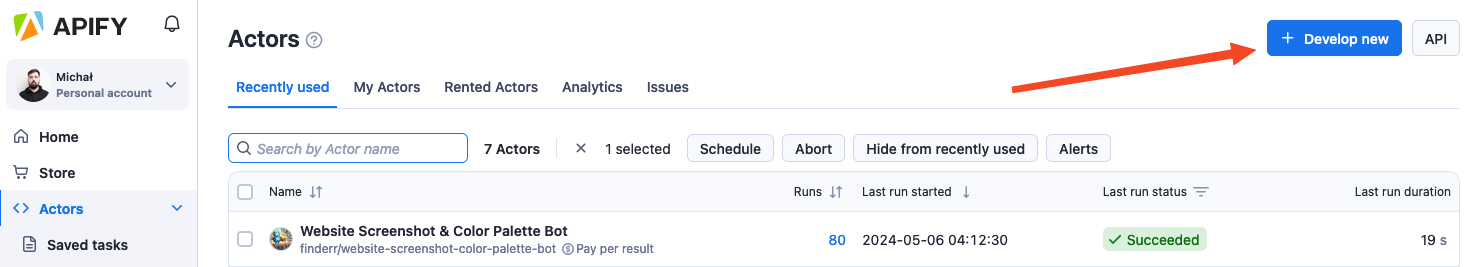 APIFY
Michał
Personal account
Home
Store
Actors
Saved tasks
Actors
+ Develop new
API
Recently used
My Actors
Rented Actors
Analytics
Issues
Search by Actor name
7 Actors
1 selected
Schedule
Abort
Hide from recently used
Alerts
Name
Runs
Last run started
Last run status
Last run duration
Website Screenshot & Color Palette Bot
finderr/website-screenshot-color-palette-bot
Pay per result
80
2024-05-06 04:12:30
Succeeded
19 s